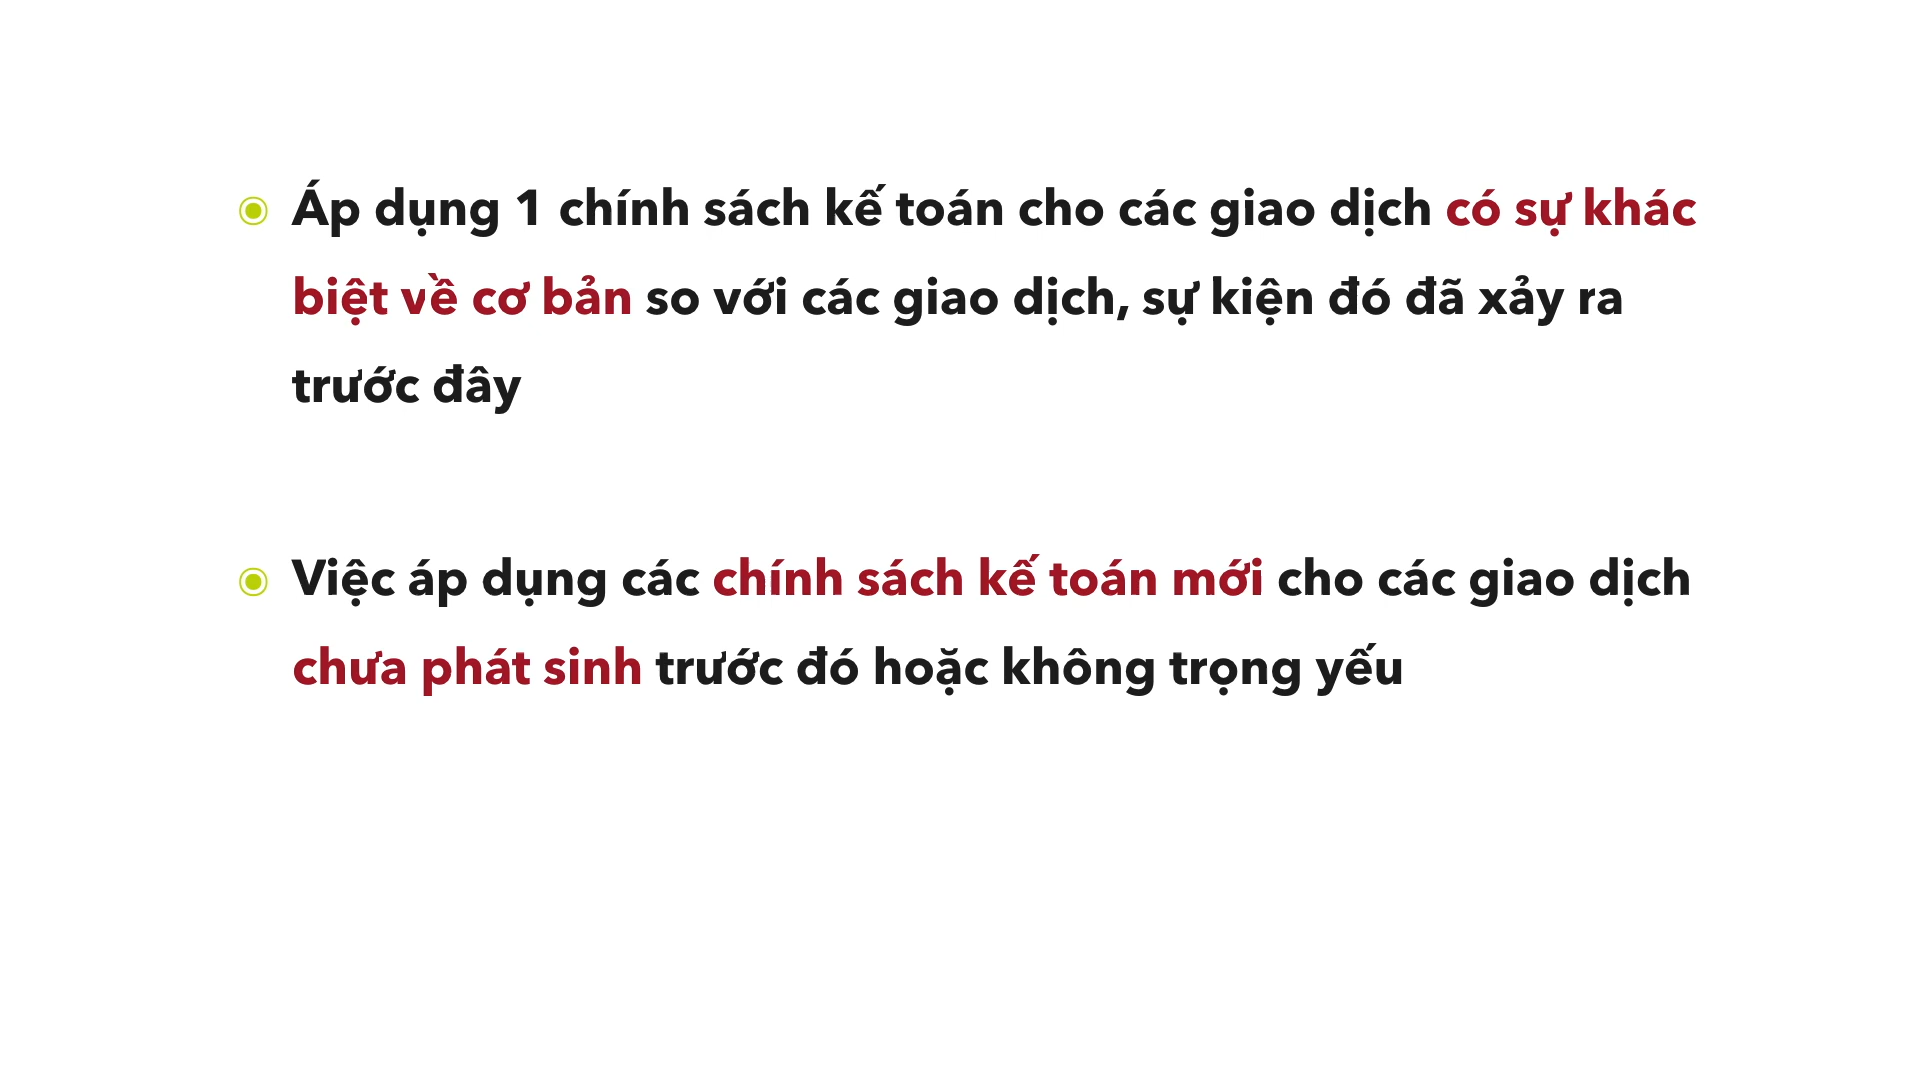 Áp dụng 1 chính sách kế toán cho các giao dịch có sự khác
biệt về cơ bản so với các giao dịch, sự kiện đó đã xảy ra
trước đây
Việc áp dụng các chính sách kế toán mới cho các giao dịch
chưa phát sinh trước đó hoặc không trọng yếu